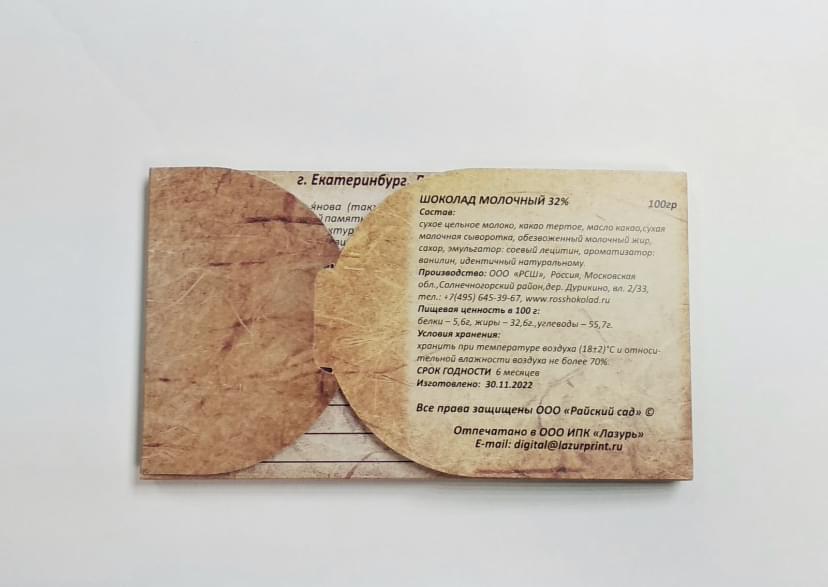 г. Екатеринбург.
янова (так
памятн
ктур
ШОКОЛАД МОЛОЧНЫЙ 32%
100гр
Состав:
сухое цельное молоко, какао тертое, масло какао,сухая
молочная сыворотка, обезвоженный молочный жир,
сахар, эмульгатор: соевый лецитин, ароматизатор:
ванилин, идентичный натуральному.
Производство: ООО «РСШ», Россия, Московская
обл.,Солнечногорский район,дер. Дурикино, вл. 2/33,
тел.: +7(495) 645-39-67, www.rosshokolad.ru
Пищевая ценность в 100 г:
белки – 5,6г, жиры – 32,6г.,углеводы – 55,7г.
Условия хранения:
хранить при температуре воздуха (18±2)°С и относи-
тельной влажности воздуха не более 70%.
СРОК ГОДНОСТИ 6 месяцев
Изготовлено: 30.11.2022
Все права защищены ООО «Райский сад» ©
Отпечатано в ООО ИПК «Лазурь»
E-mail: digital@lazurprint.ru